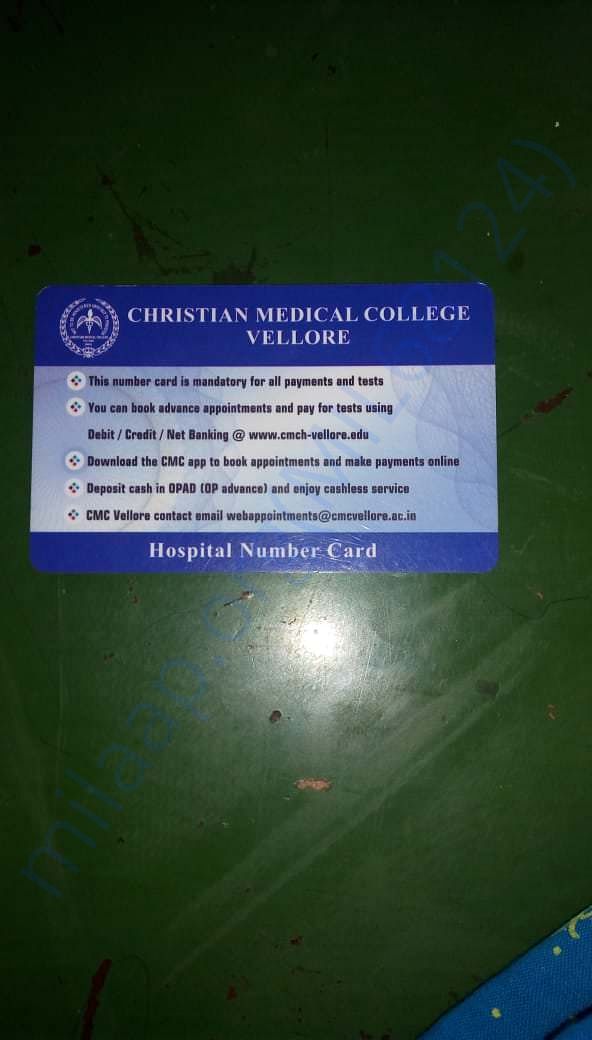 CHRISTIAN MEDICAL COLLEGE
VELLORE
This number card is mandatory for all payments and tests
You can book advance appointments and pay for tests using
Debit / Credit / Net Banking @ www.cmch-vellore.edu
Download the CMC app to book appointments and make payments online
Deposit cash in OPAD (OP advance) and enjoy cashless service
CMC Vellore contact email webappointments@cmcvellore.ac.in
Hospital Number Card